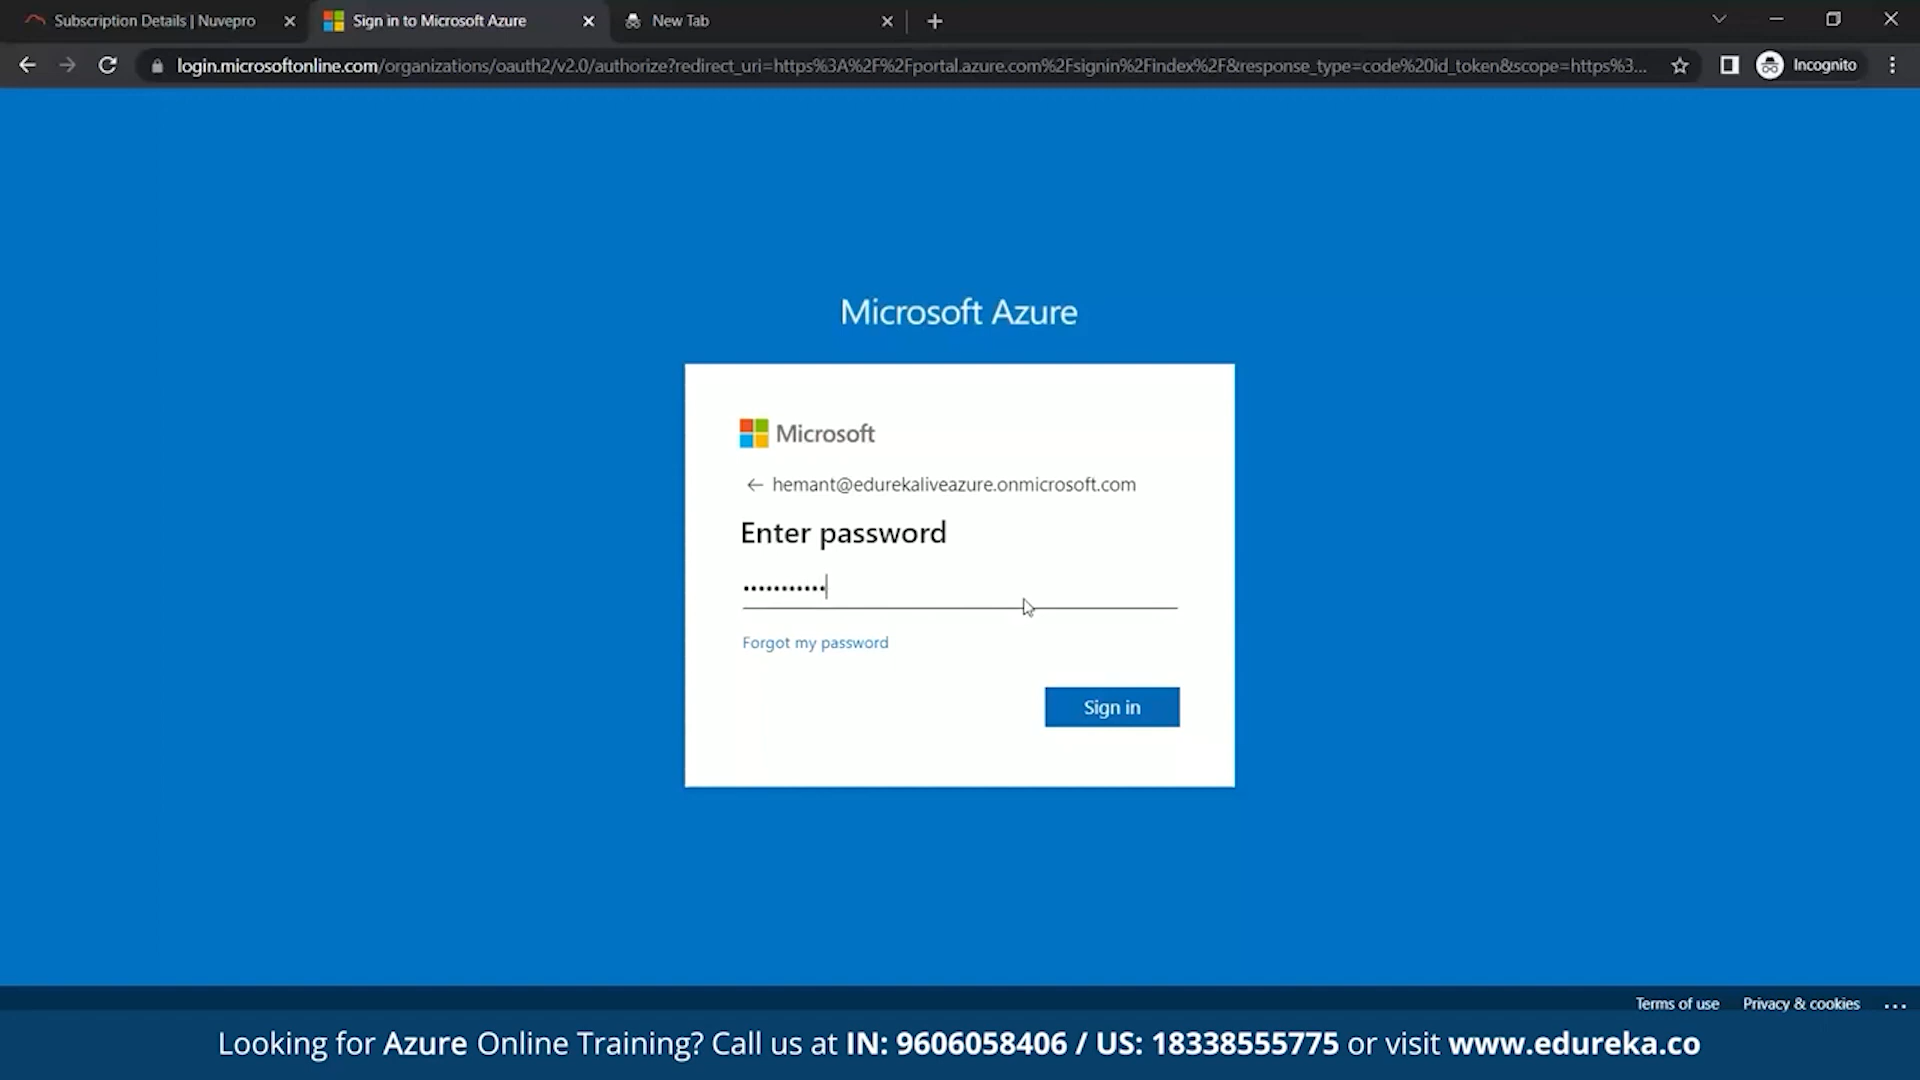 Subscription Details | Nuvepro
Sign in to Microsoft Azure
New Tab
login.microsoftonline.com/organizations/oauth2/v2.0/authorize?redirect_uri=https%3A%2F%2Fportal.azure.com%2Fsignin%2Findex%2F&response_type=code%20id_token&scope=https%3...
Incognito
Microsoft Azure
Microsoft
hemant@edurekaliveazure.onmicrosoft.com
Enter password
Forgot my password
Sign in
Terms of use Privacy & cookies ...
Looking for Azure Online Training? Call us at IN: 9606058406 / US: 18338555775 or visit www.edureka.co